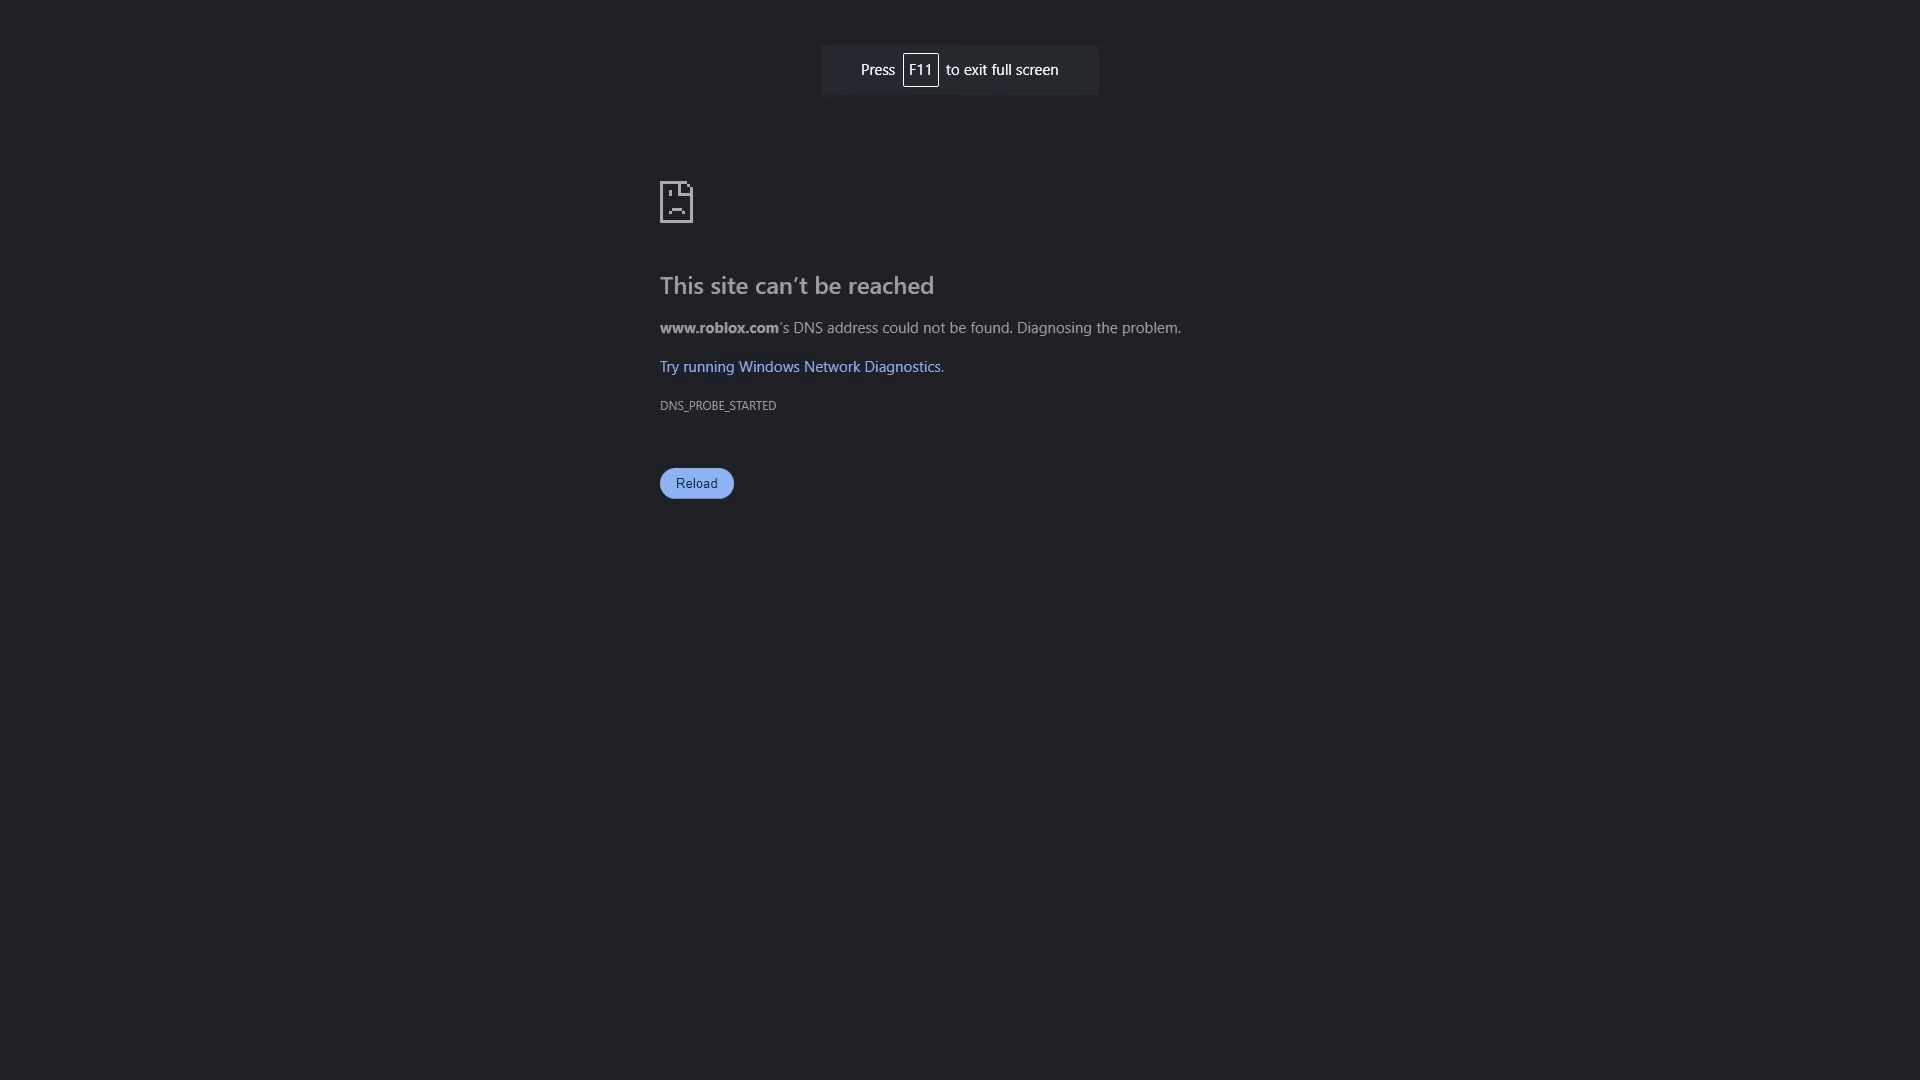 Press F11 to exit full screen
This site can’t be reached
www.roblox.com’s DNS address could not be found. Diagnosing the problem.
Try running Windows Network Diagnostics.
DNS_PROBE_STARTED
Reload